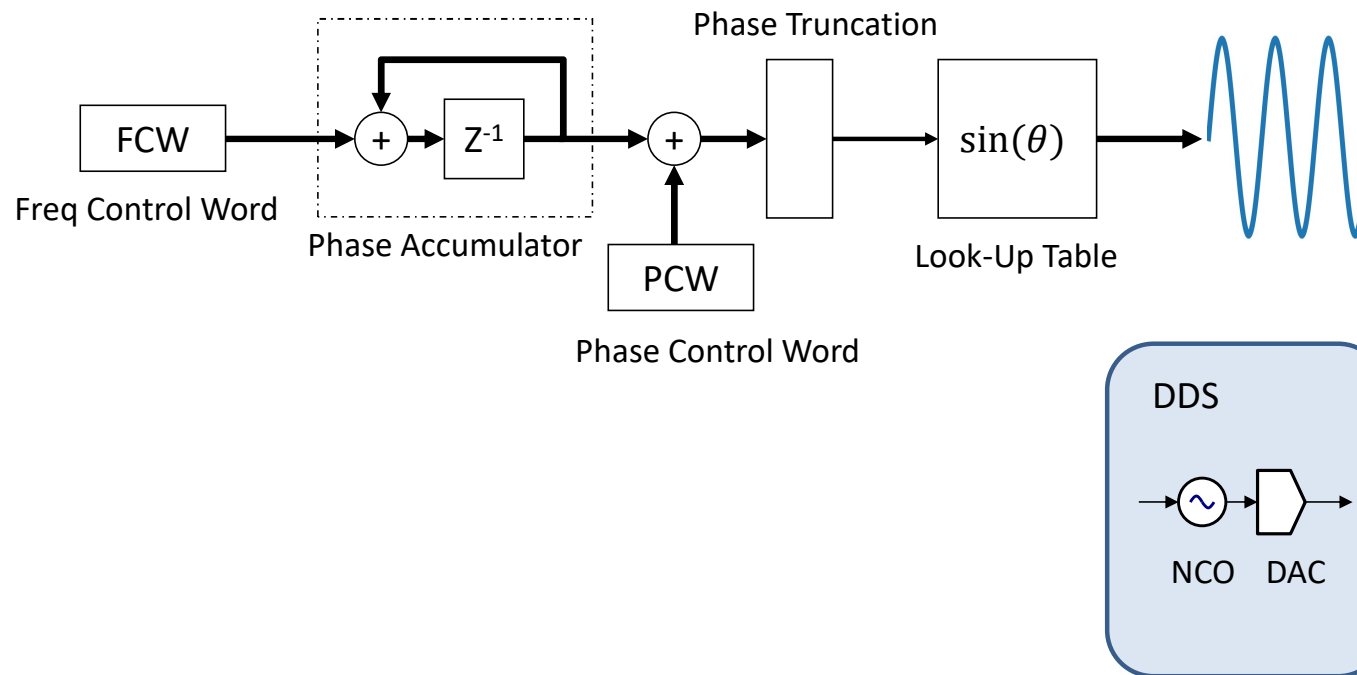 Phase Truncation
FCW
+
Z⁻¹
+
sin(θ)
Freq Control Word
Phase Accumulator
Look-Up Table
PCW
Phase Control Word
DDS
NCO
DAC